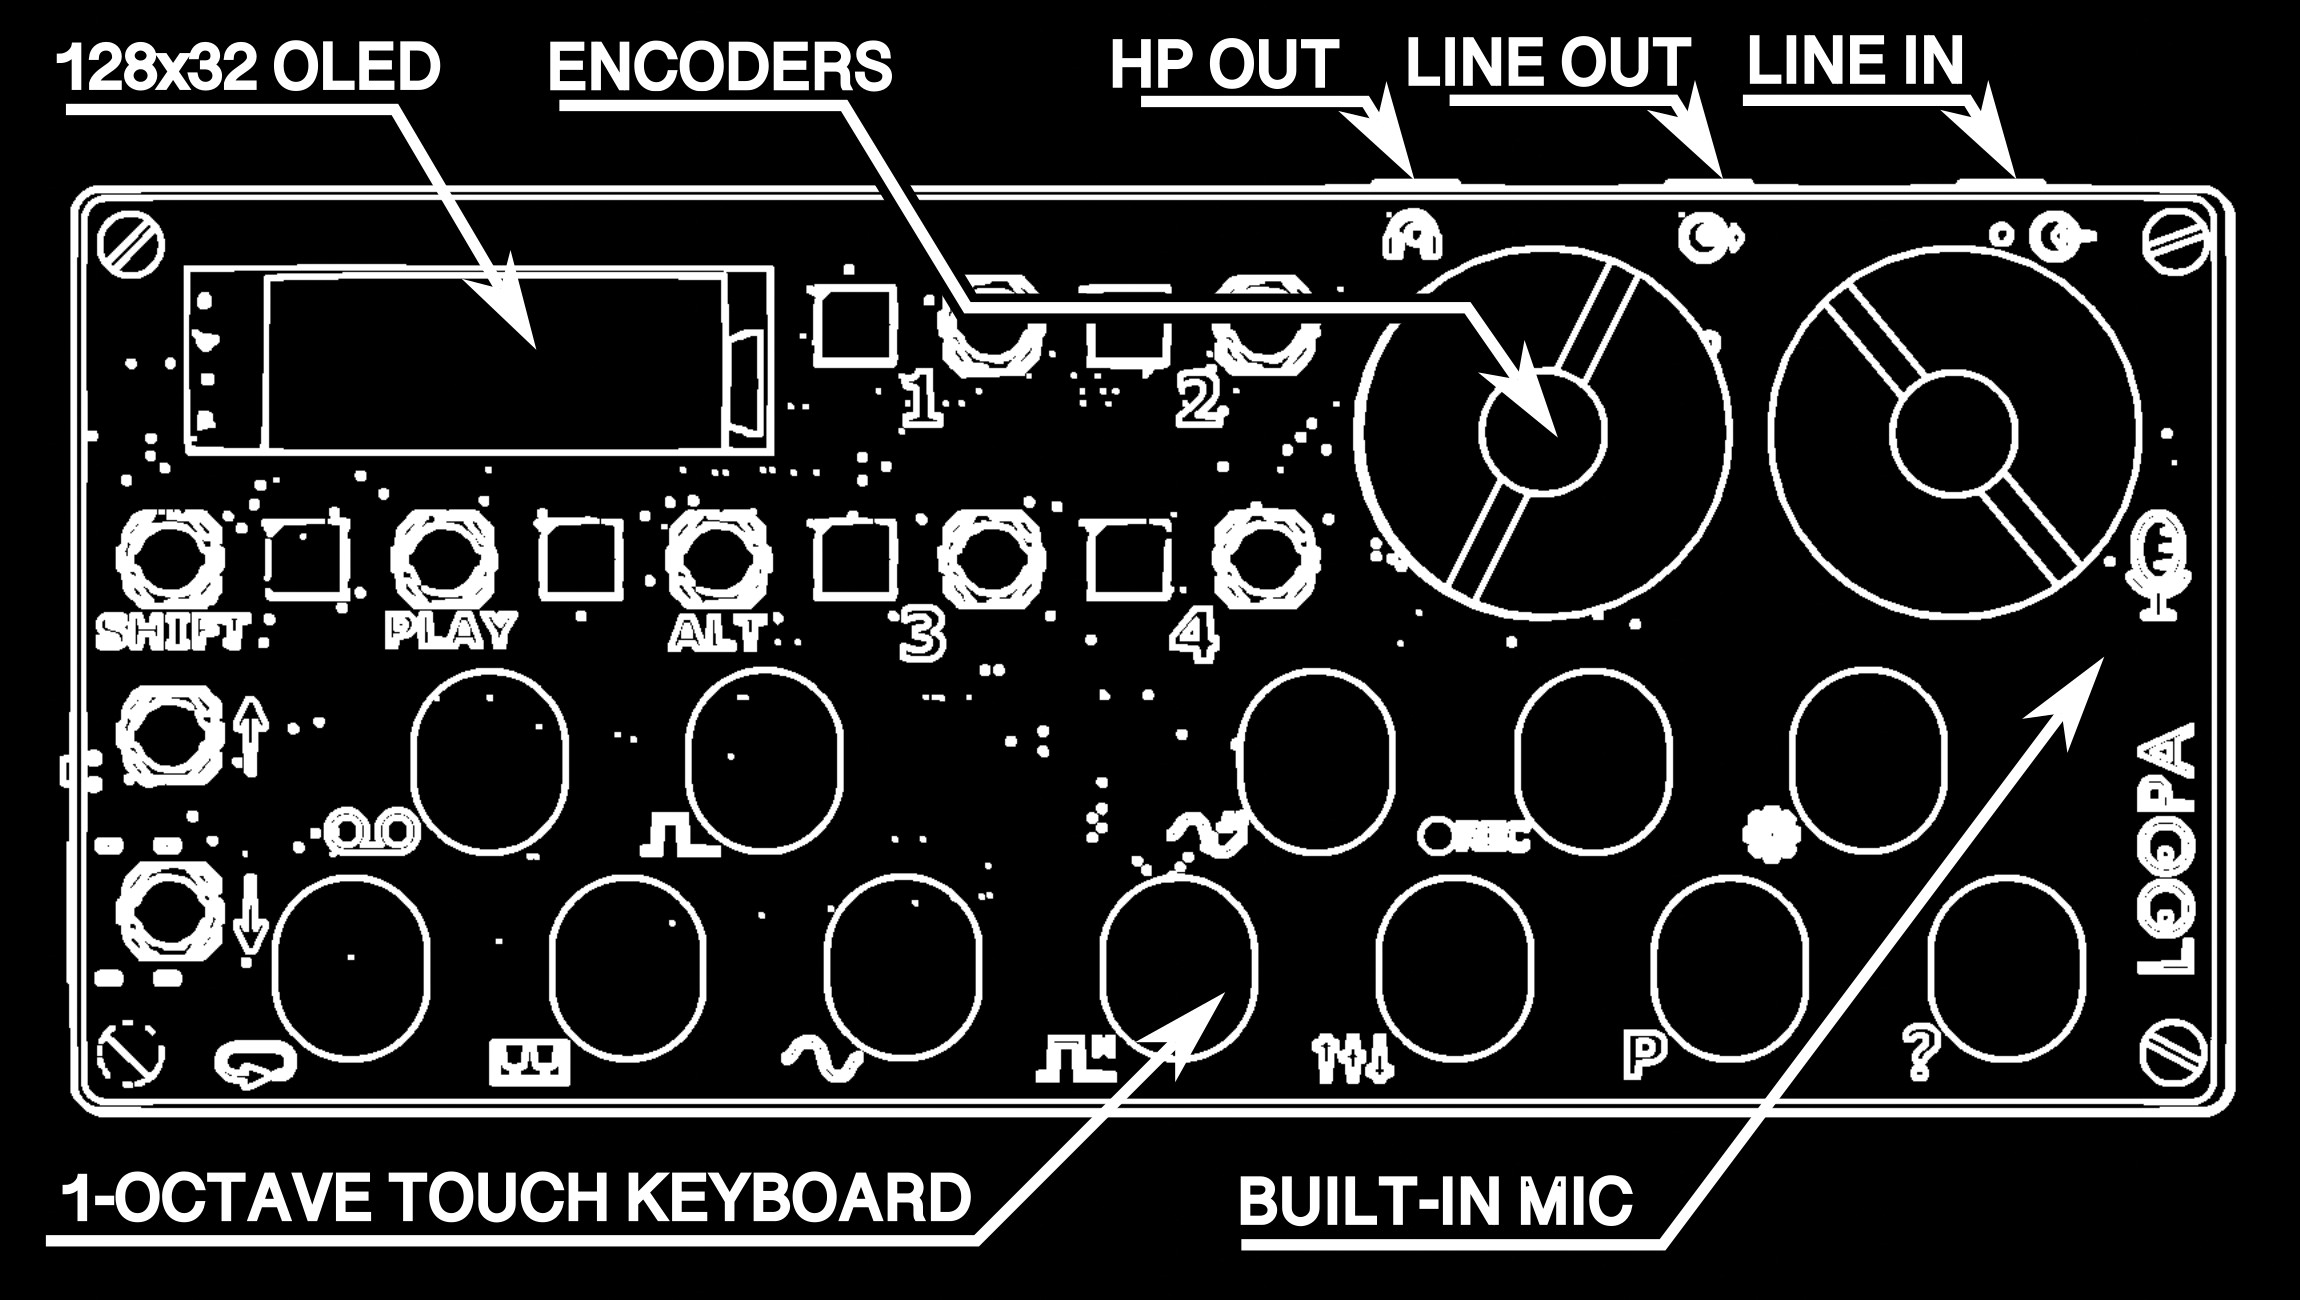 128x32 OLED
ENCODERS
HP OUT
LINE OUT
LINE IN
1
2
SHIFT
PLAY
ALT
3
4
REC
LOOPA
P
?
1-OCTAVE TOUCH KEYBOARD
BUILT-IN MIC